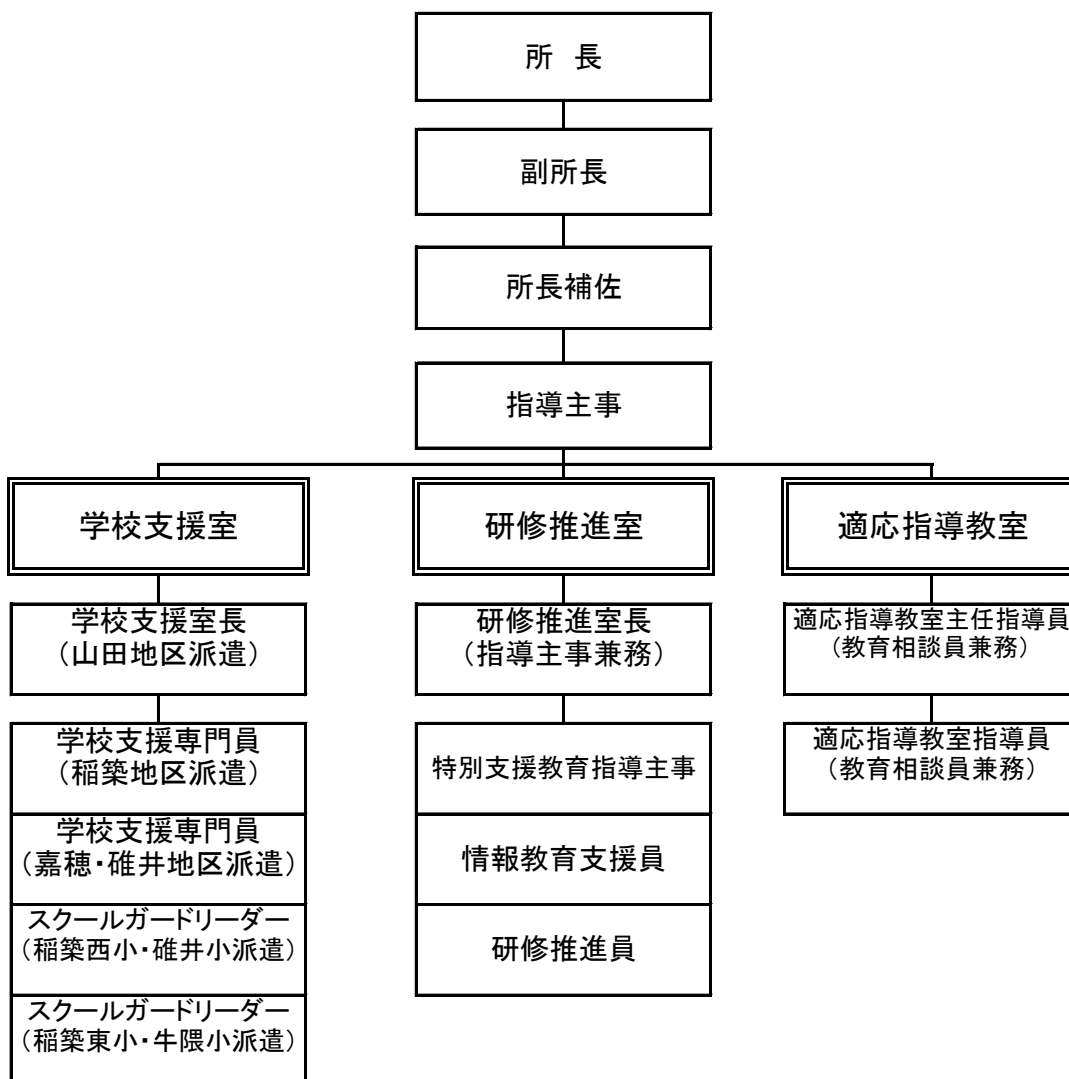 所 長
副所長
所長補佐
指導主事
学校支援室
研修推進室
適応指導教室
学校支援室長
（山田地区派遣）
学校支援専門員
（稲築地区派遣）
学校支援専門員
（嘉穂・碓井地区派遣）
スクールガードリーダー
（稲築西小・碓井小派遣）
スクールガードリーダー
（稲築東小・牛隈小派遣）
研修推進室長
（指導主事兼務）
特別支援教育指導主事
情報教育支援員
研修推進員
適応指導教室主任指導員
（教育相談員兼務）
適応指導教室指導員
（教育相談員兼務）